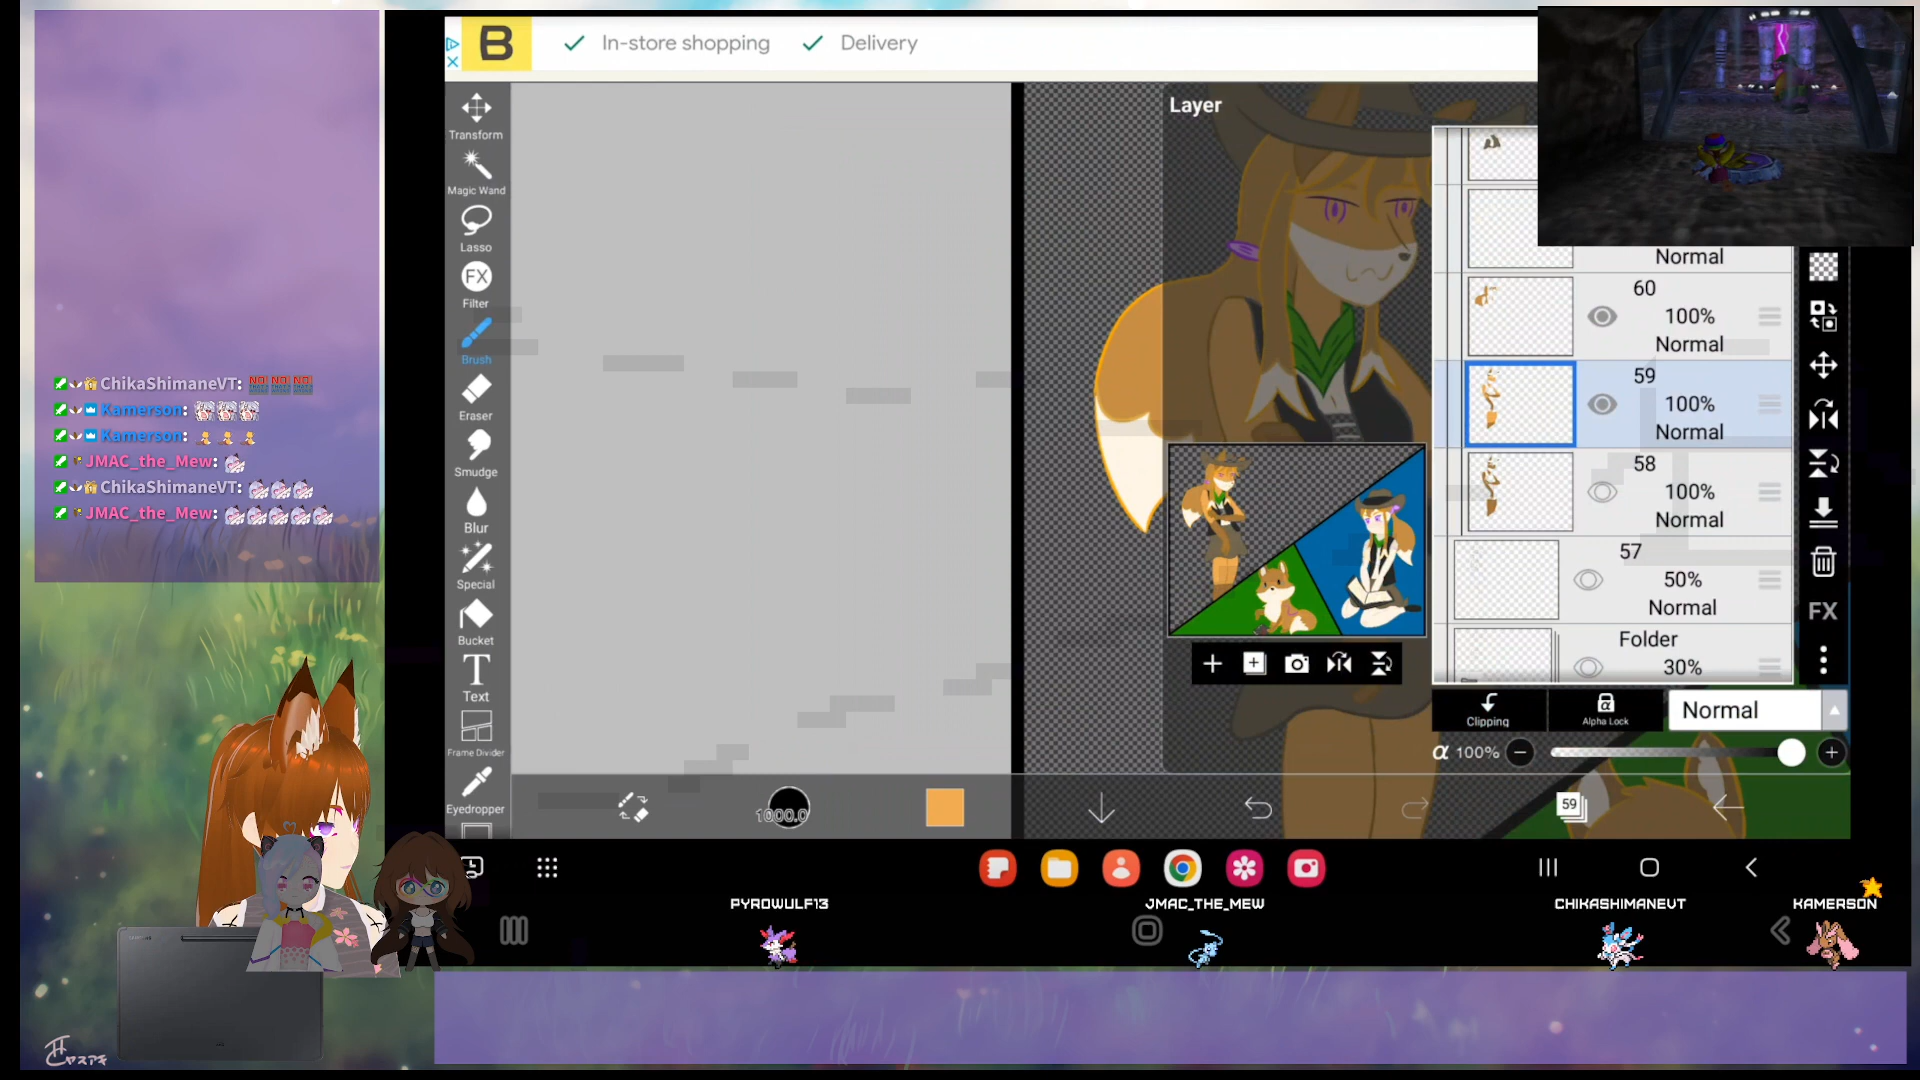 B
In-store shopping
Delivery
Transform
Magic Wand
Lasso
FX
Filter
Brush
Eraser
Smudge
Blur
Special
Bucket
T
Text
Frame Divider
Eyedropper
1000.0
Layer
Normal
60
100%
Normal
59
100%
Normal
58
100%
Normal
57
50%
Normal
Folder
30%
FX
Clipping
Alpha Lock
Normal
α 100%
59
ChikaShimaneVT:
Kamerson:
Kamerson:
JMAC_the_Mew:
ChikaShimaneVT:
JMAC_the_Mew:
PYROWULF13
JMAC_THE_MEW
CHIKASHIMANEVT
KAMERSON
SAMSUNG